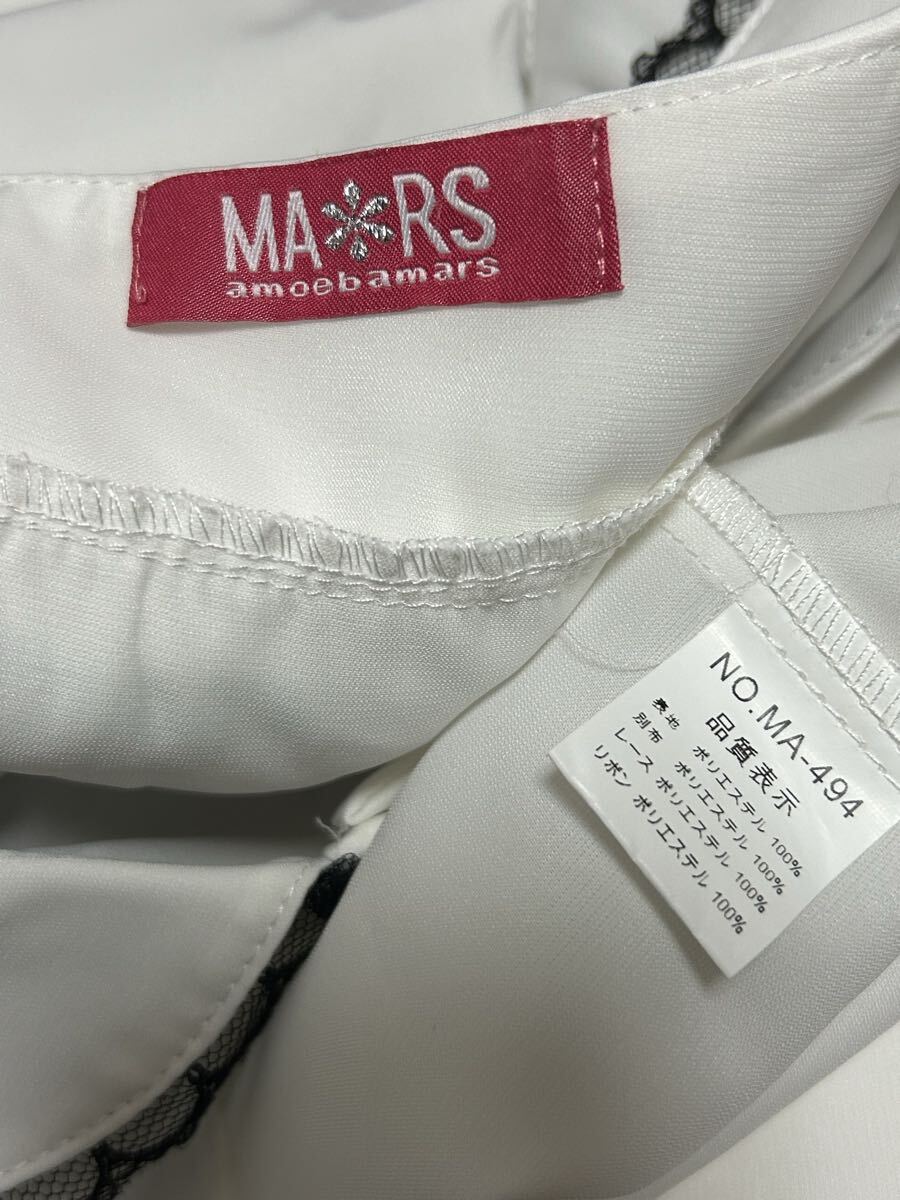 MA*RS
amoebamars
NO.MA-494
品質表示
表地 ポリエステル 100%
別布 ポリエステル 100%
レース ポリエステル 100%
リボン ポリエステル 100%